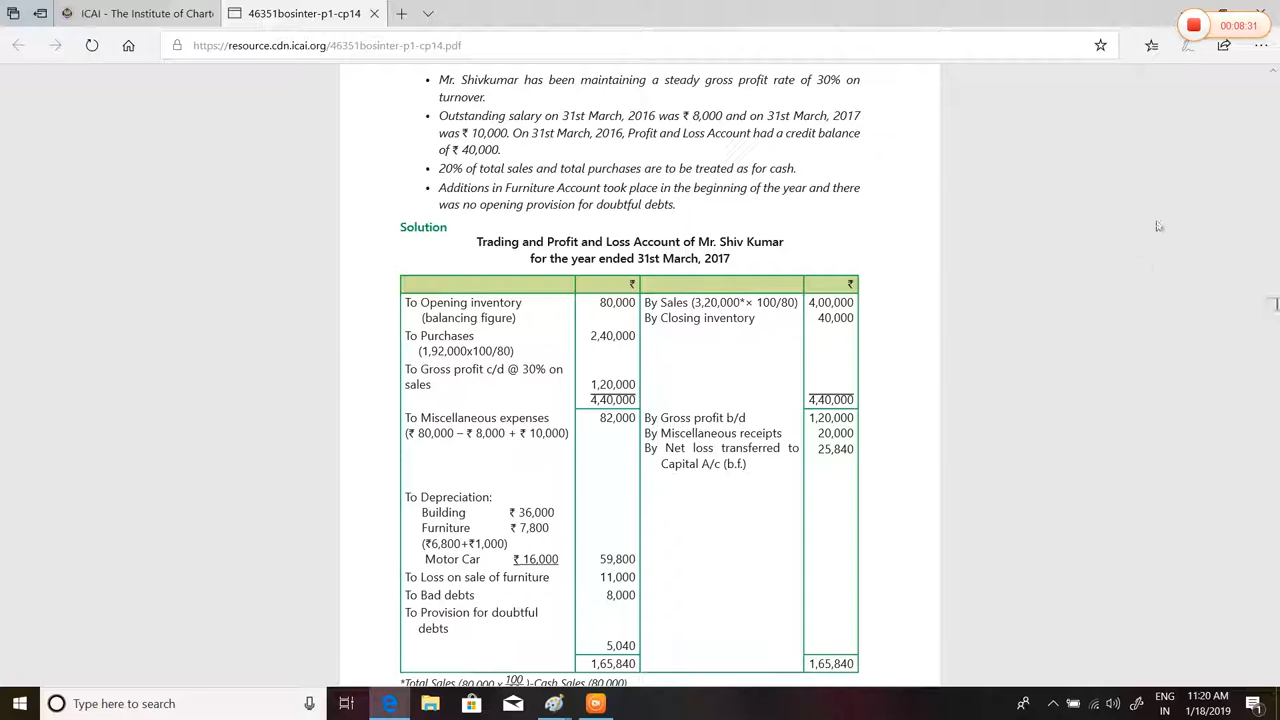 ICAI - The Institute of Chart
46351bosinter-p1-cp14
00:08:31
https://resource.cdn.icai.org/46351bosinter-p1-cp14.pdf
• Mr. Shivkumar has been maintaining a steady gross profit rate of 30% on
turnover.
• Outstanding salary on 31st March, 2016 was ₹ 8,000 and on 31st March, 2017
was ₹ 10,000. On 31st March, 2016, Profit and Loss Account had a credit balance
of ₹ 40,000.
• 20% of total sales and total purchases are to be treated as for cash.
• Additions in Furniture Account took place in the beginning of the year and there
was no opening provision for doubtful debts.
Solution
Trading and Profit and Loss Account of Mr. Shiv Kumar
for the year ended 31st March, 2017
₹ ₹
To Opening inventory 80,000 By Sales (3,20,000*× 100/80) 4,00,000
(balancing figure) By Closing inventory 40,000
To Purchases 2,40,000
(1,92,000x100/80)
To Gross profit c/d @ 30% on
sales 1,20,000
4,40,000 4,40,000
To Miscellaneous expenses 82,000 By Gross profit b/d 1,20,000
(₹ 80,000 – ₹ 8,000 + ₹ 10,000) By Miscellaneous receipts 20,000
By Net loss transferred to 25,840
Capital A/c (b.f.)
To Depreciation:
Building ₹ 36,000
Furniture ₹ 7,800
(₹6,800+₹1,000)
Motor Car ₹ 16,000 59,800
To Loss on sale of furniture 11,000
To Bad debts 8,000
To Provision for doubtful
debts
5,040
1,65,840 1,65,840
*Total Sales (80,000 × 100 )-Cash Sales (80,000)
Type here to search
ENG
IN
11:20 AM
1/18/2019